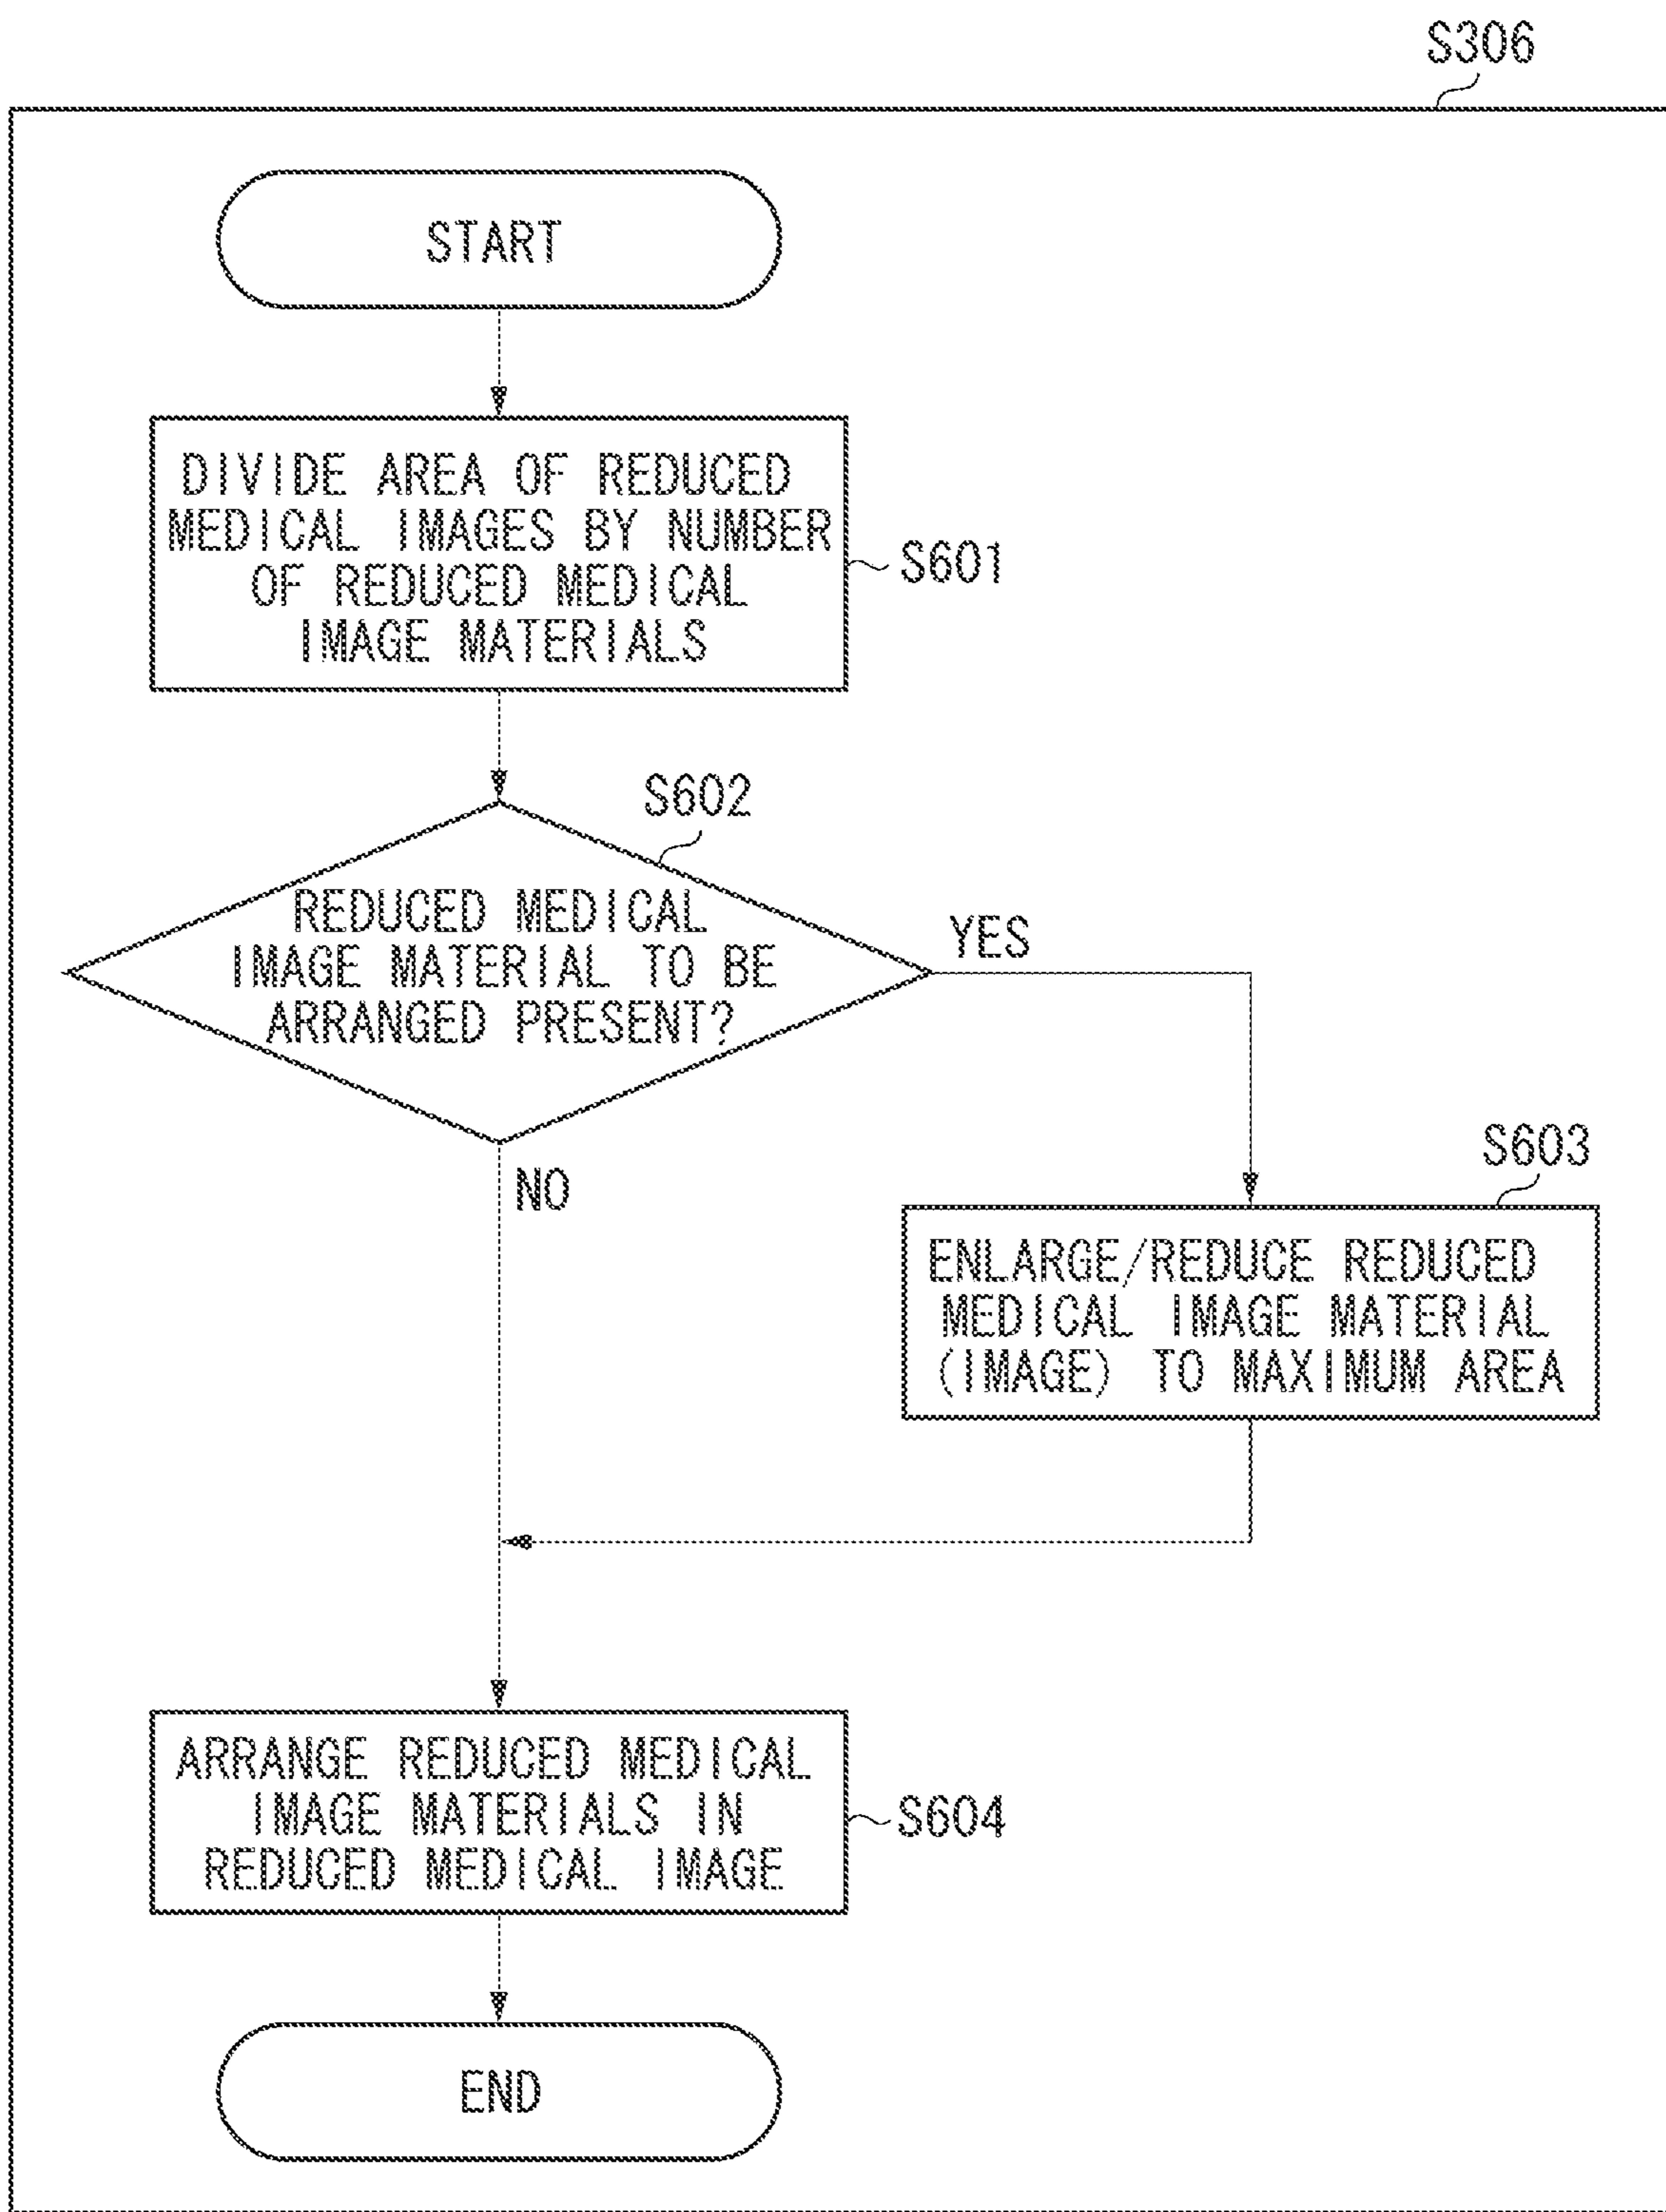 S306
START
DIVIDE AREA OF REDUCED
MEDICAL IMAGES BY NUMBER
OF REDUCED MEDICAL
IMAGE MATERIALS
S601
S602
REDUCED MEDICAL
IMAGE MATERIAL TO BE
ARRANGED PRESENT?
YES
NO
S603
ENLARGE/REDUCE REDUCED
MEDICAL IMAGE MATERIAL
(IMAGE) TO MAXIMUM AREA
ARRANGE REDUCED MEDICAL
IMAGE MATERIALS IN
REDUCED MEDICAL IMAGE
S604
END